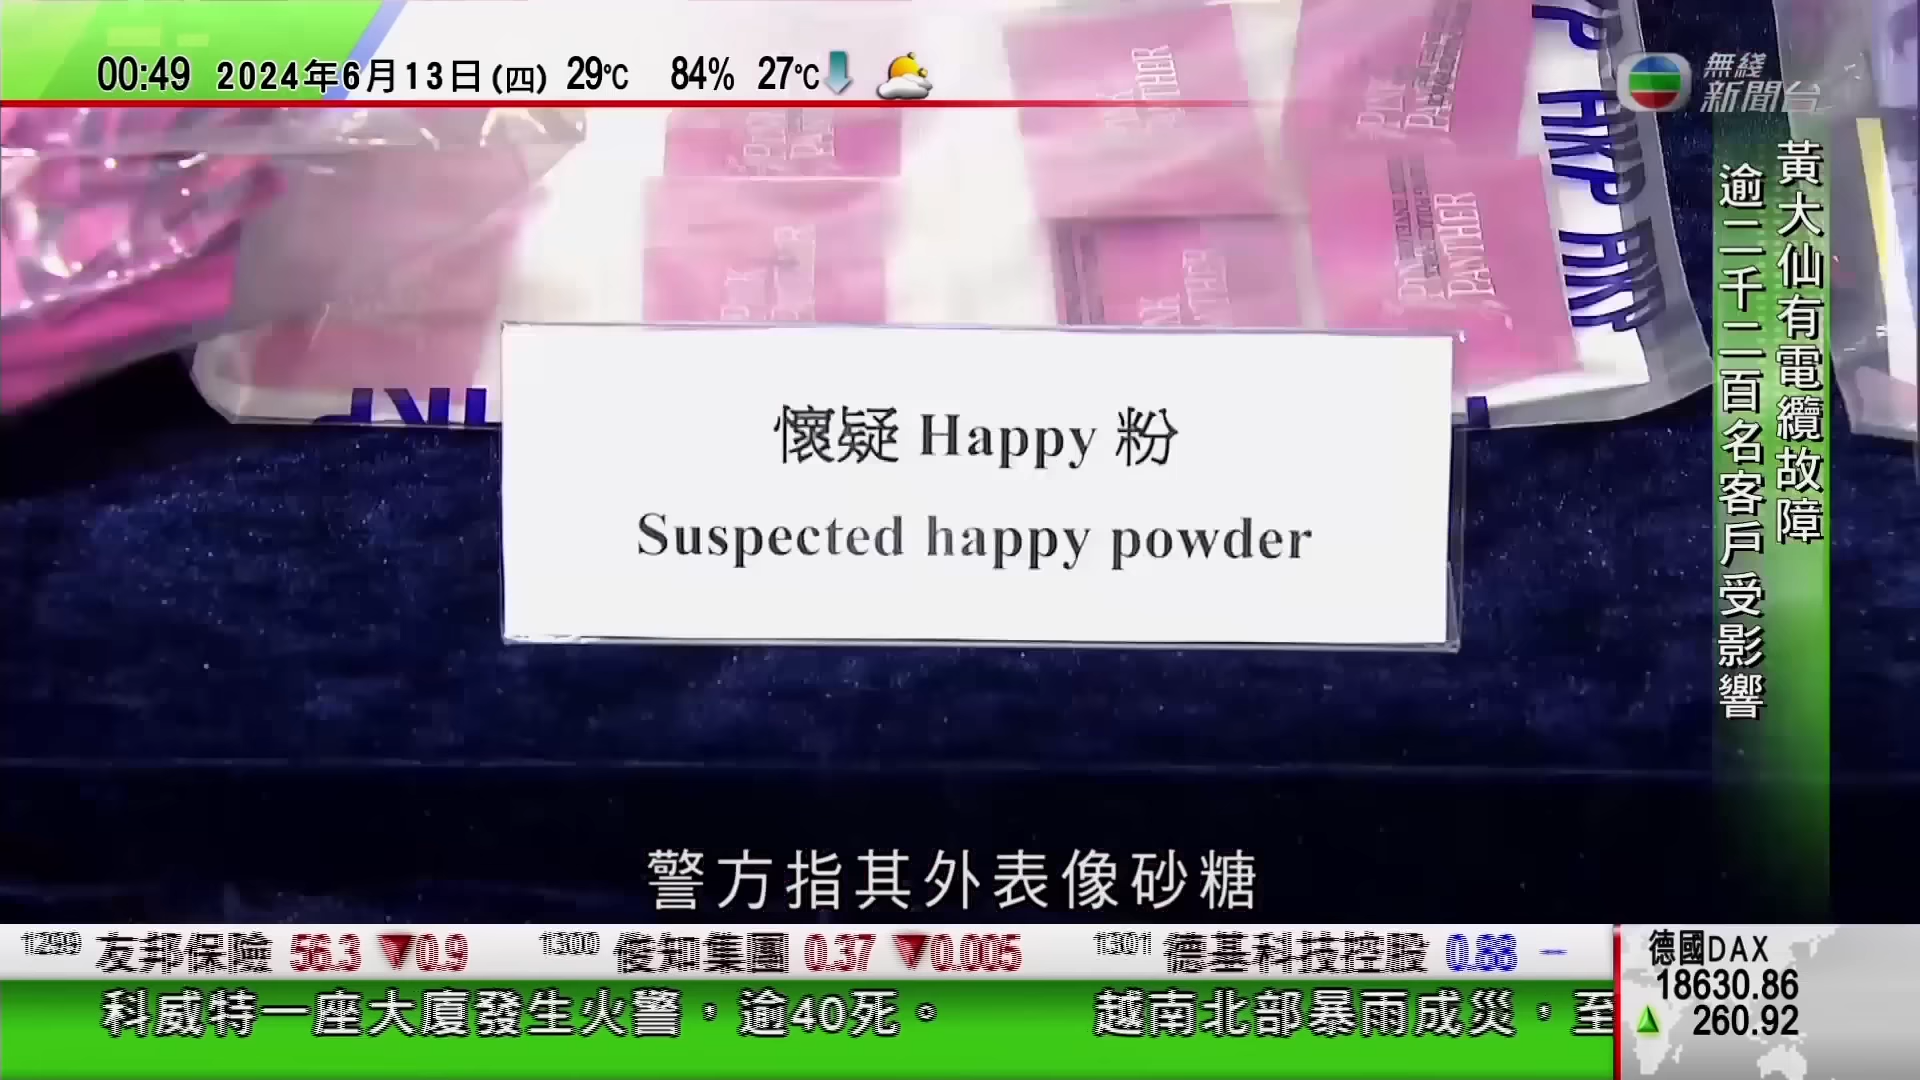 00:49 2024年6月13日(四) 29℃ 84% 27℃
無綫
新聞台
黃大仙有電纜故障
逾二千二百名客戶受影響
PINK PANTHER
PINK PANTHER
HKP
懷疑 Happy 粉
Suspected happy powder
警方指其外表像砂糖
1299 友邦保險 56.3 ▼0.9 1300 俊知集團 0.37 ▼0.005 1301 德基科技控股 0.88 –
科威特一座大廈發生火警，逾40死。 越南北部暴雨成災，至
德國DAX
18630.86
▲ 260.92